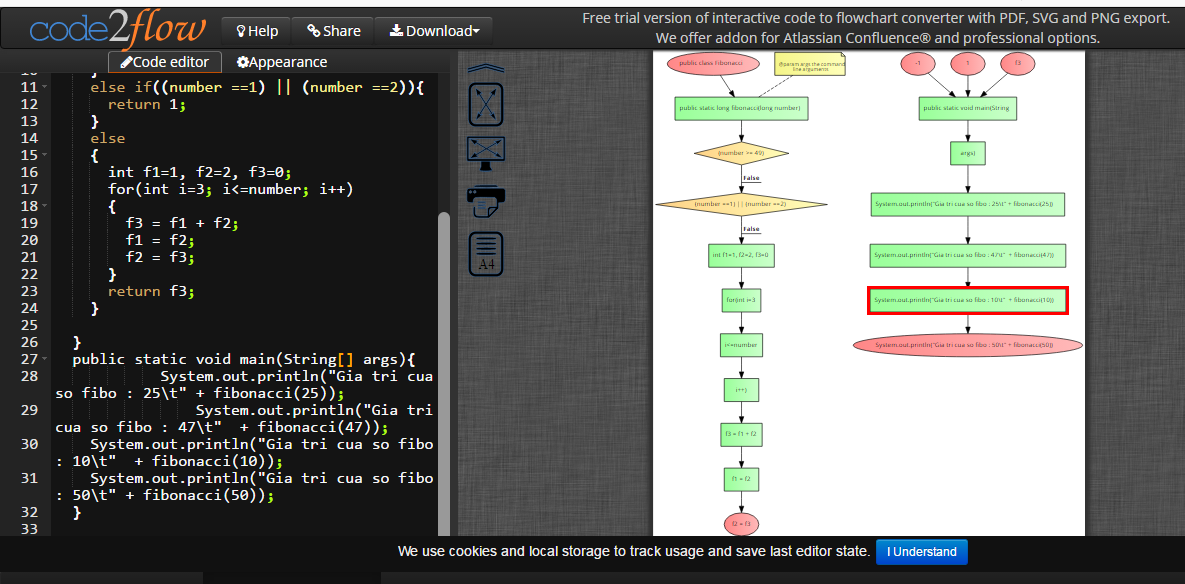 code2flow
Help
Share
Download
Free trial version of interactive code to flowchart converter with PDF, SVG and PNG export.
We offer addon for Atlassian Confluence® and professional options.
Code editor
Appearance
11 else if((number ==1) || (number ==2)){
12 return 1;
13 }
14 else
15 {
16 int f1=1, f2=2, f3=0;
17 for(int i=3; i<=number; i++)
18 {
19 f3 = f1 + f2;
20 f1 = f2;
21 f2 = f3;
22 }
23 return f3;
24 }
25
26 }
27 public static void main(String[] args){
28 System.out.println("Gia tri cua
so fibo : 25\t" + fibonacci(25));
29 System.out.println("Gia tri
cua so fibo : 47\t" + fibonacci(47));
30 System.out.println("Gia tri cua so fibo
: 10\t" + fibonacci(10));
31 System.out.println("Gia tri cua so fibo
: 50\t" + fibonacci(50));
32 }
33
A4
public class Fibonacci
@param args the command
line arguments
public static long fibonacci(long number)
(number >= 49)
False
(number ==1) || (number ==2)
False
int f1=1, f2=2, f3=0
for(int i=3
i<=number
i++)
f3 = f1 + f2
f1 = f2
f2 = f3
-1
1
f3
public static void main(String
args)
System.out.println("Gia tri cua so fibo : 25\t" + fibonacci(25))
System.out.println("Gia tri cua so fibo : 47\t" + fibonacci(47))
System.out.println("Gia tri cua so fibo : 10\t" + fibonacci(10))
System.out.println("Gia tri cua so fibo : 50\t" + fibonacci(50))
We use cookies and local storage to track usage and save last editor state.
I Understand